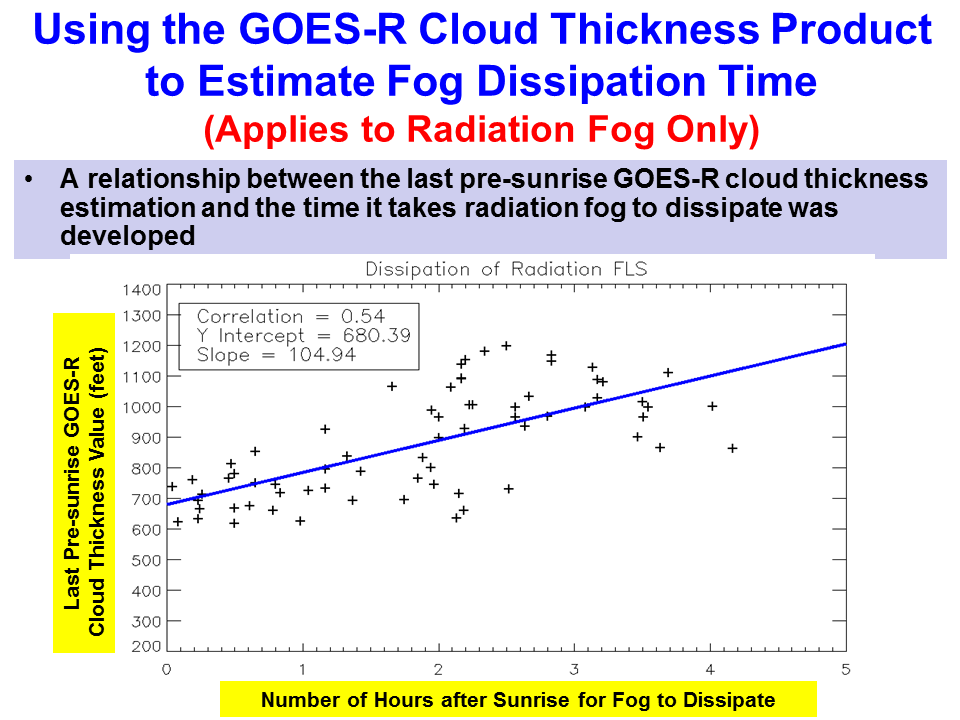 Using the GOES-R Cloud Thickness Product
to Estimate Fog Dissipation Time
(Applies to Radiation Fog Only)
• A relationship between the last pre-sunrise GOES-R cloud thickness
estimation and the time it takes radiation fog to dissipate was
developed
Dissipation of Radiation FLS
Correlation = 0.54
Y Intercept = 680.39
Slope = 104.94
1400
1300
1200
1100
1000
900
800
700
600
500
400
300
200
Last Pre-sunrise GOES-R
Cloud Thickness Value (feet)
0 1 2 3 4 5
Number of Hours after Sunrise for Fog to Dissipate